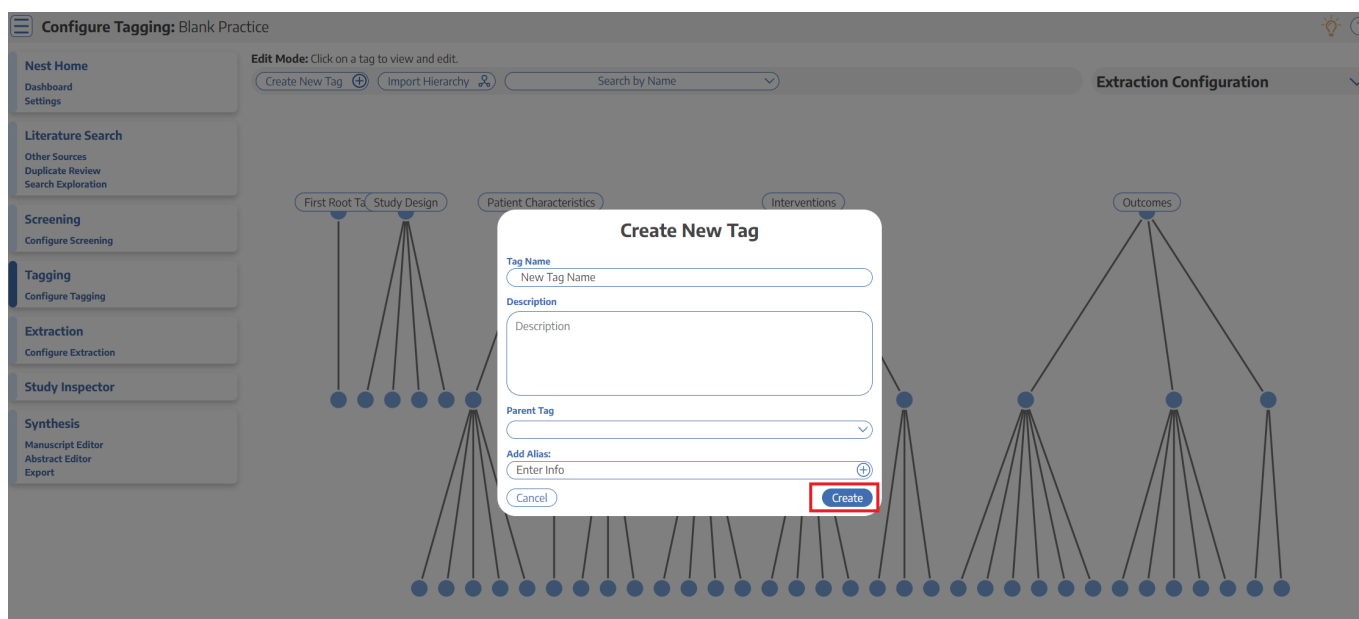 Configure Tagging: Blank Practice
Nest Home
Dashboard
Settings
Literature Search
Other Sources
Duplicate Review
Search Exploration
Screening
Configure Screening
Tagging
Configure Tagging
Extraction
Configure Extraction
Study Inspector
Synthesis
Manuscript Editor
Abstract Editor
Export
Edit Mode: Click on a tag to view and edit.
Create New Tag
Import Hierarchy
Search by Name
Extraction Configuration
First Root Ta
Study Design
Patient Characteristics
Interventions
Outcomes
Create New Tag
Tag Name
New Tag Name
Description
Description
Parent Tag
Add Alias:
Enter Info
Cancel
Create